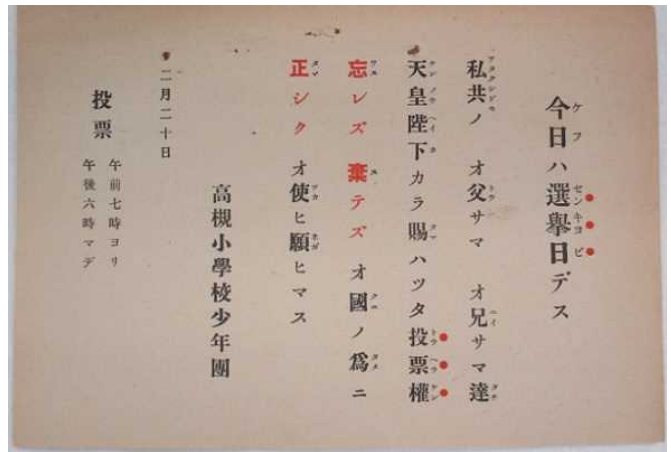 今日ハ選擧日デス
私共ノ オ父サマ オ兄サマ達
天皇陛下カラ賜ハツタ投票權
忘レズ 棄テズ オ國ノ爲ニ
正シク オ使ヒ願ヒマス
高槻小學校少年團
二月二十日
投票 午前七時ヨリ
午後六時マデ